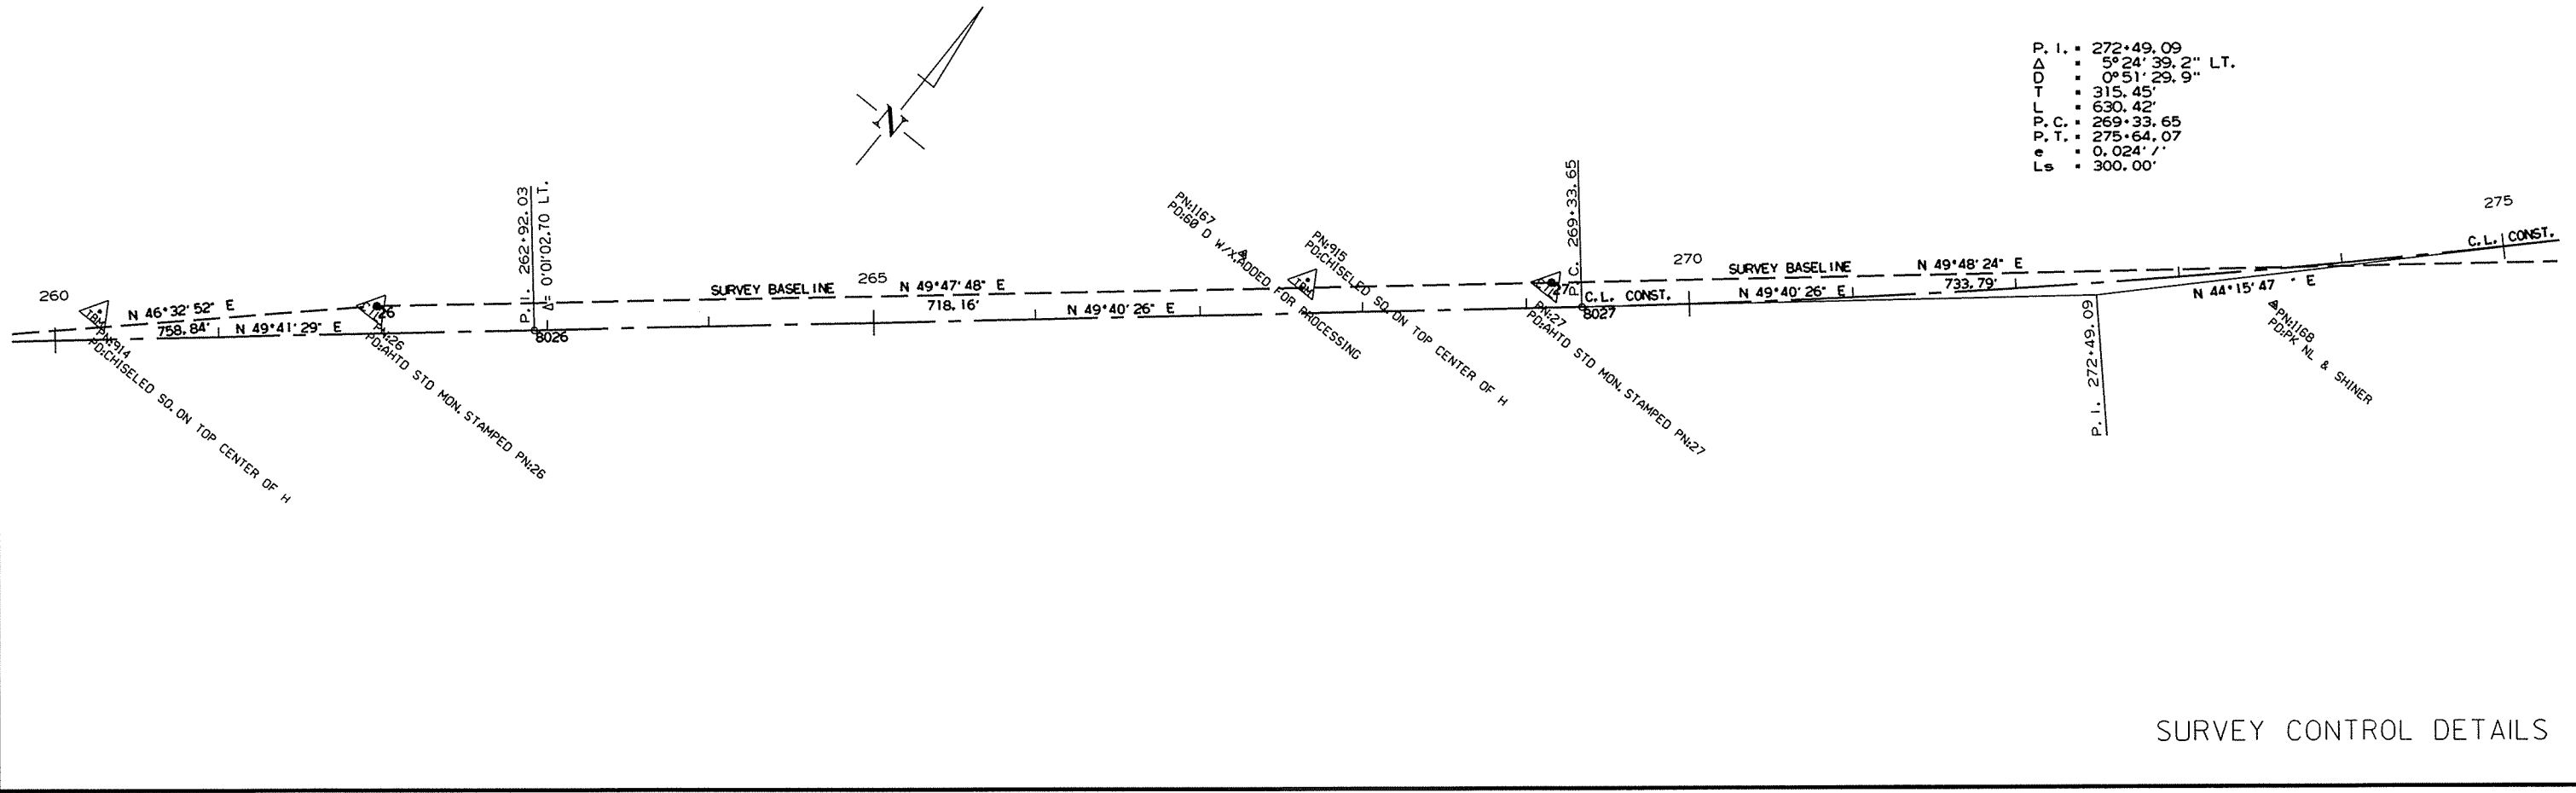 N
P. I. = 272+49.09
Δ = 5°24'39.2" LT.
D = 0°51'29.9"
T = 315.45'
L = 630.42'
P.C. = 269+33.65
P.T. = 275+64.07
e = 0.024'/'
Ls = 300.00'
260
N 46°32'52" E
758.84'
N 49°41'29" E
TBM
PN:914
PD:CHISELED SQ. ON TOP CENTER OF H
26
PN:26
PD:AHTD STD MON. STAMPED PN:26
P. I. 262+92.03
Δ= 0°01'02.70 LT.
8026
SURVEY BASELINE
265
N 49°47'48" E
718.16'
N 49°40'26" E
PN:1167
PD:60 D W/X.ADDED FOR PROCESSING
TBM
PN:915
PD:CHISELED SQ. ON TOP CENTER OF H
27
PN:27
PD:AHTD STD MON. STAMPED PN:27
P.C. 269+33.65
8027
C.L. CONST.
270
SURVEY BASELINE
N 49°48'24" E
733.79'
N 49°40'26" E
P. I. 272+49.09
N 44°15'47" E
PN:1168
PD:PK NL & SHINER
275
C.L. CONST.
SURVEY CONTROL DETAILS